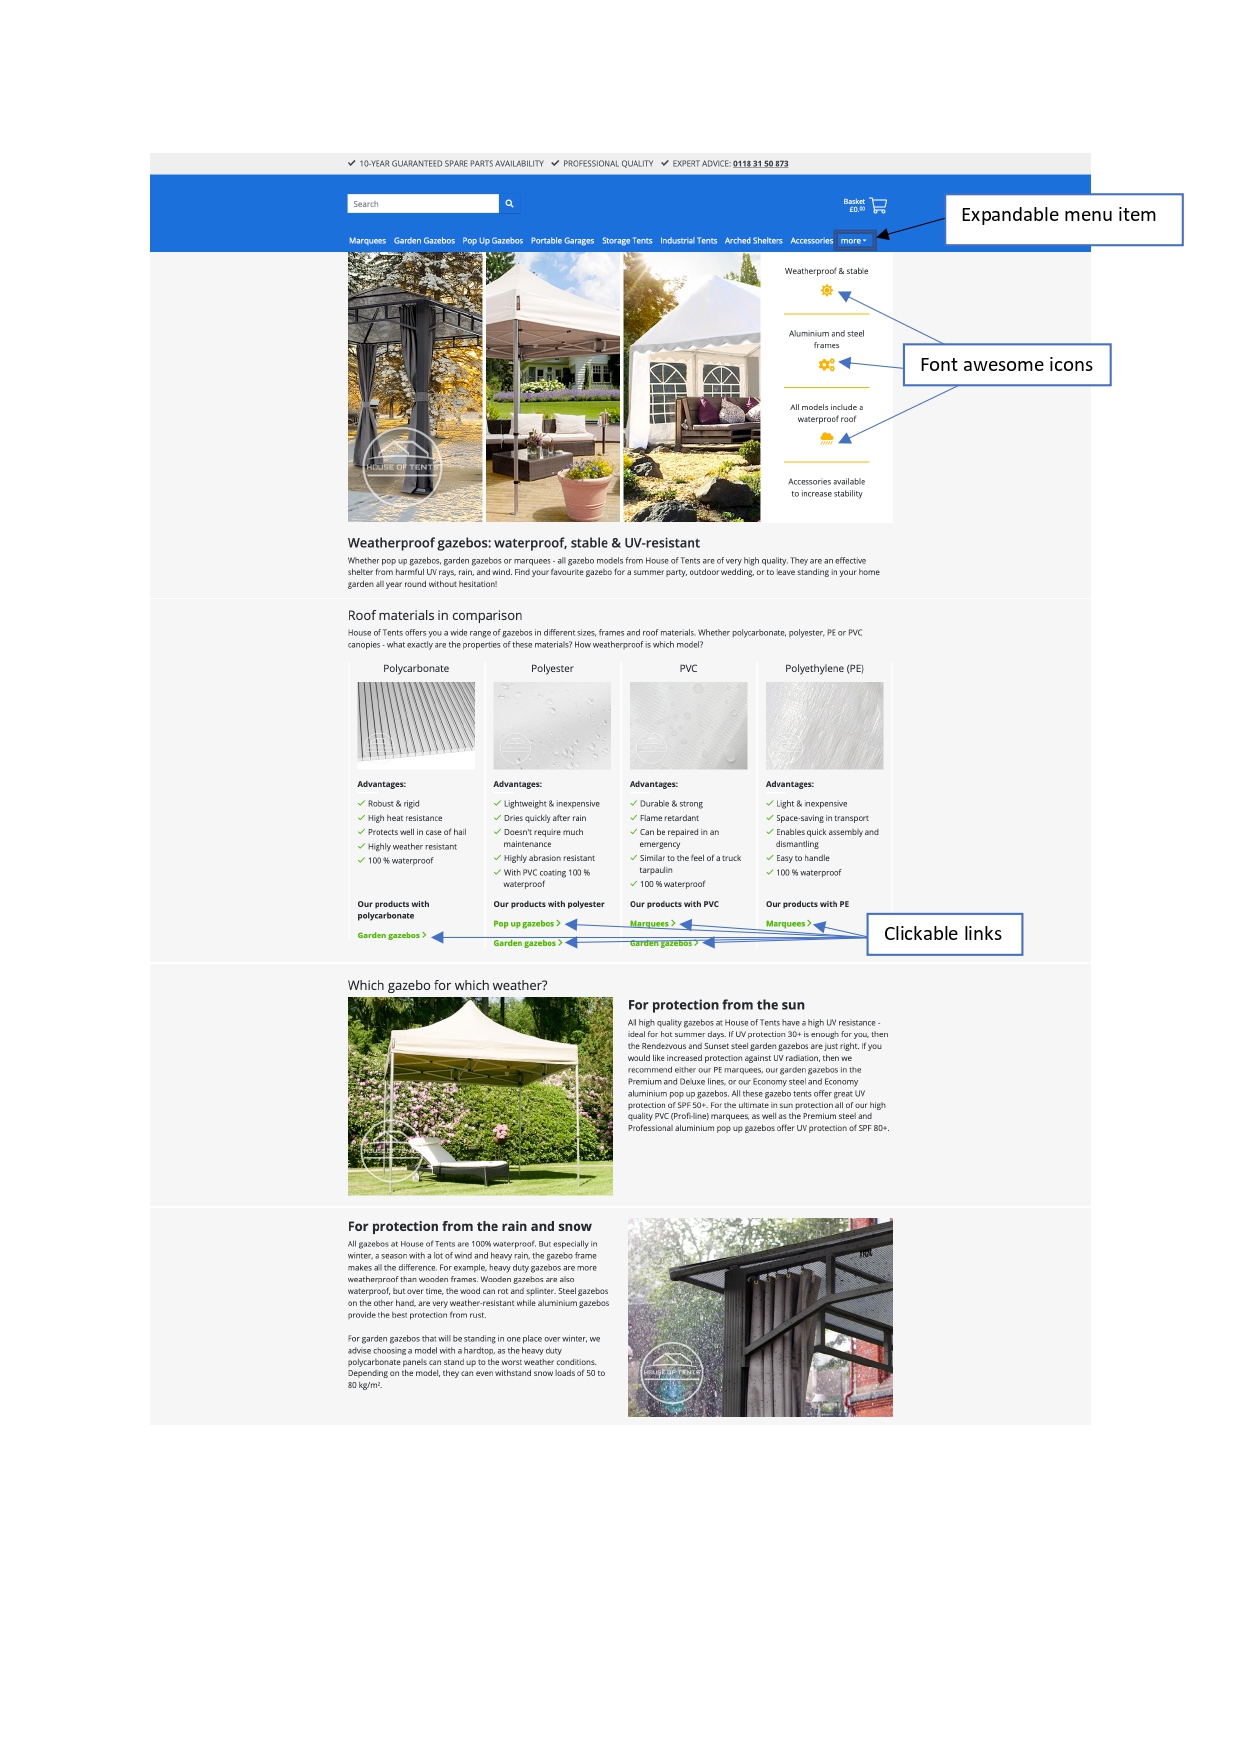 10-YEAR GUARANTEED SPARE PARTS AVAILABILITY PROFESSIONAL QUALITY EXPERT ADVICE: 0118 31 50 873
Search
Basket
£0.00
Expandable menu item
Marquees Garden Gazebos Pop Up Gazebos Portable Garages Storage Tents Industrial Tents Arched Shelters Accessories more
Weatherproof & stable
Aluminium and steel
frames
Font awesome icons
All models include a
waterproof roof
HOUSE OF TENTS
Accessories available
to increase stability
Weatherproof gazebos: waterproof, stable & UV-resistant
Whether pop up gazebos, garden gazebos or marquees - all gazebo models from House of Tents are of very high quality. They are an effective
shelter from harmful UV rays, rain, and wind. Find your favourite gazebo for a summer party, outdoor wedding, or to leave standing in your home
garden all year round without hesitation!
Roof materials in comparison
House of Tents offers you a wide range of gazebos in different sizes, frames and roof materials. Whether polycarbonate, polyester, PE or PVC
canopies - what exactly are the properties of these materials? How weatherproof is which model?
Polycarbonate
Advantages:
Robust & rigid
High heat resistance
Protects well in case of hail
Highly weather resistant
100 % waterproof
Our products with
polycarbonate
Garden gazebos
Polyester
Advantages:
Lightweight & inexpensive
Dries quickly after rain
Doesn't require much
maintenance
Highly abrasion resistant
With PVC coating 100 %
waterproof
Our products with polyester
Pop up gazebos
Garden gazebos
PVC
Advantages:
Durable & strong
Flame retardant
Can be repaired in an
emergency
Similar to the feel of a truck
tarpaulin
100 % waterproof
Our products with PVC
Marquees
Garden gazebos
Polyethylene (PE)
Advantages:
Light & inexpensive
Space-saving in transport
Enables quick assembly and
dismantling
Easy to handle
100 % waterproof
Our products with PE
Marquees
Clickable links
Which gazebo for which weather?
HOUSE OF TENTS
For protection from the sun
All high quality gazebos at House of Tents have a high UV resistance -
ideal for hot summer days. If UV protection 30+ is enough for you, then
the Rendezvous and Sunset steel garden gazebos are just right. If you
would like increased protection against UV radiation, then we
recommend either our PE marquees, our garden gazebos in the
Premium and Deluxe lines, or our Economy steel and Economy
aluminium pop up gazebos. All these gazebo tents offer great UV
protection of SPF 50+. For the ultimate in sun protection all of our high
quality PVC (Profi-line) marquees, as well as the Premium steel and
Professional aluminium pop up gazebos offer UV protection of SPF 80+.
For protection from the rain and snow
All gazebos at House of Tents are 100% waterproof. But especially in
winter, a season with a lot of wind and heavy rain, the gazebo frame
makes all the difference. For example, heavy duty gazebos are more
weatherproof than wooden frames. Wooden gazebos are also
waterproof, but over time, the wood can rot and splinter. Steel gazebos
on the other hand, are very weather-resistant while aluminium gazebos
provide the best protection from rust.
For garden gazebos that will be standing in one place over winter, we
advise choosing a model with a hardtop, as the heavy duty
polycarbonate panels can stand up to the worst weather conditions.
Depending on the model, they can even withstand snow loads of 50 to
80 kg/m².
HOUSE OF TENTS